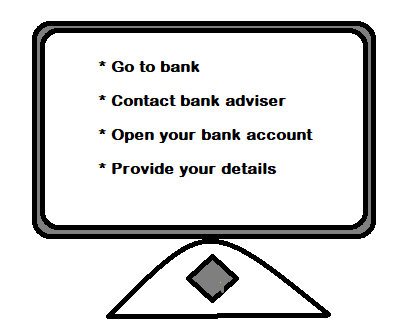 * Go to bank
* Contact bank adviser
* Open your bank account
* Provide your details